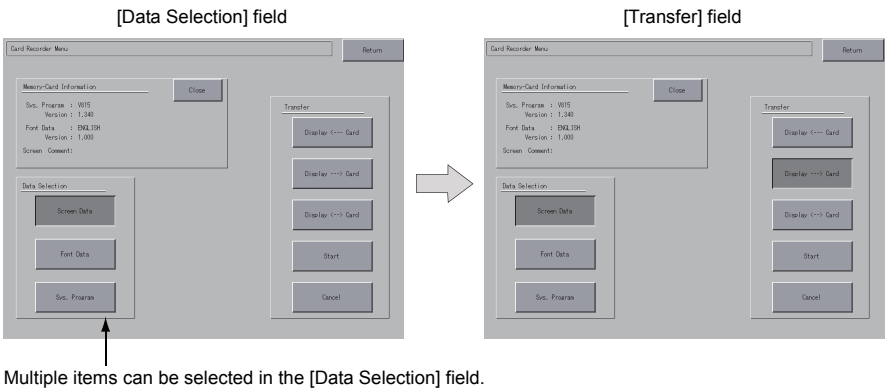 [Data Selection] field
Card Recorder Menu
Return
Memory-Card Information
Close
Sys. Program : V815
Version : 1.340
Font Data : ENGLISH
Version : 1.000
Screen Comment:
Transfer
Display <--- Card
Display ---> Card
Display <--> Card
Start
Cancel
Data Selection
Screen Data
Font Data
Sys. Program
[Transfer] field
Card Recorder Menu
Return
Memory-Card Information
Close
Sys. Program : V815
Version : 1.340
Font Data : ENGLISH
Version : 1.000
Screen Comment:
Transfer
Display <--- Card
Display ---> Card
Display <--> Card
Start
Cancel
Data Selection
Screen Data
Font Data
Sys. Program
Multiple items can be selected in the [Data Selection] field.